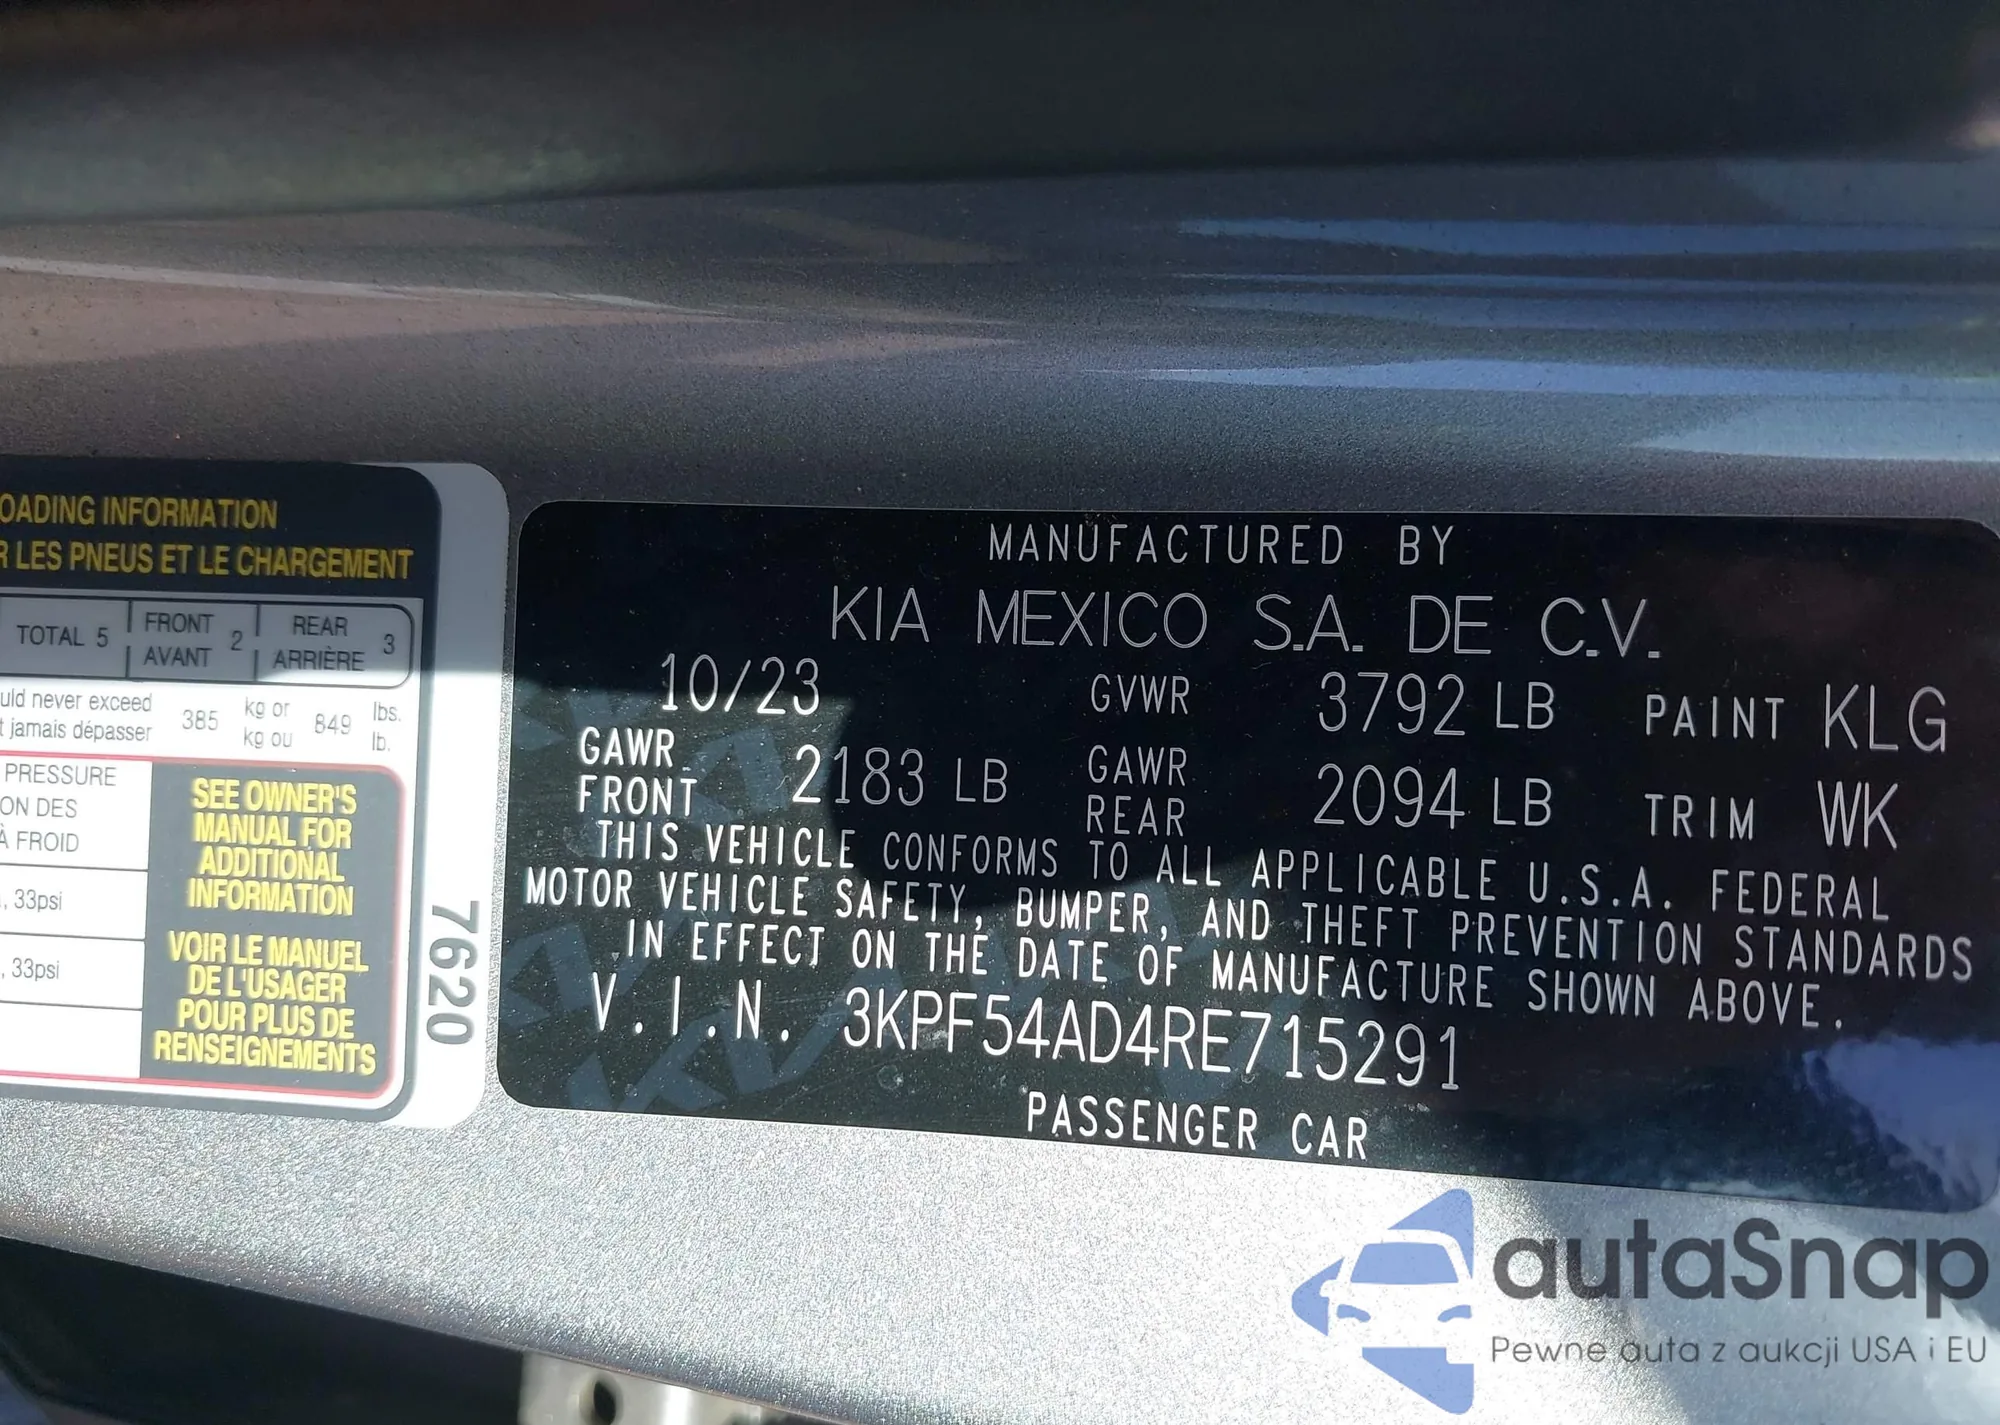 OADING INFORMATION
R LES PNEUS ET LE CHARGEMENT
TOTAL 5 FRONT AVANT 2 REAR ARRIÈRE 3
uld never exceed 385 kg or 849 lbs.
t jamais dépasser kg ou lb.
PRESSURE
ON DES
À FROID
, 33psi
, 33psi
SEE OWNER'S
MANUAL FOR
ADDITIONAL
INFORMATION
VOIR LE MANUEL
DE L'USAGER
POUR PLUS DE
RENSEIGNEMENTS
7620
MANUFACTURED BY
KIA MEXICO S.A. DE C.V.
10/23 GVWR 3792 LB PAINT KLG
GAWR FRONT 2183 LB GAWR REAR 2094 LB TRIM WK
THIS VEHICLE CONFORMS TO ALL APPLICABLE U.S.A. FEDERAL
MOTOR VEHICLE SAFETY, BUMPER, AND THEFT PREVENTION STANDARDS
IN EFFECT ON THE DATE OF MANUFACTURE SHOWN ABOVE.
V.I.N. 3KPF54AD4RE715291
PASSENGER CAR
autaSnap
Pewne auta z aukcji USA i EU